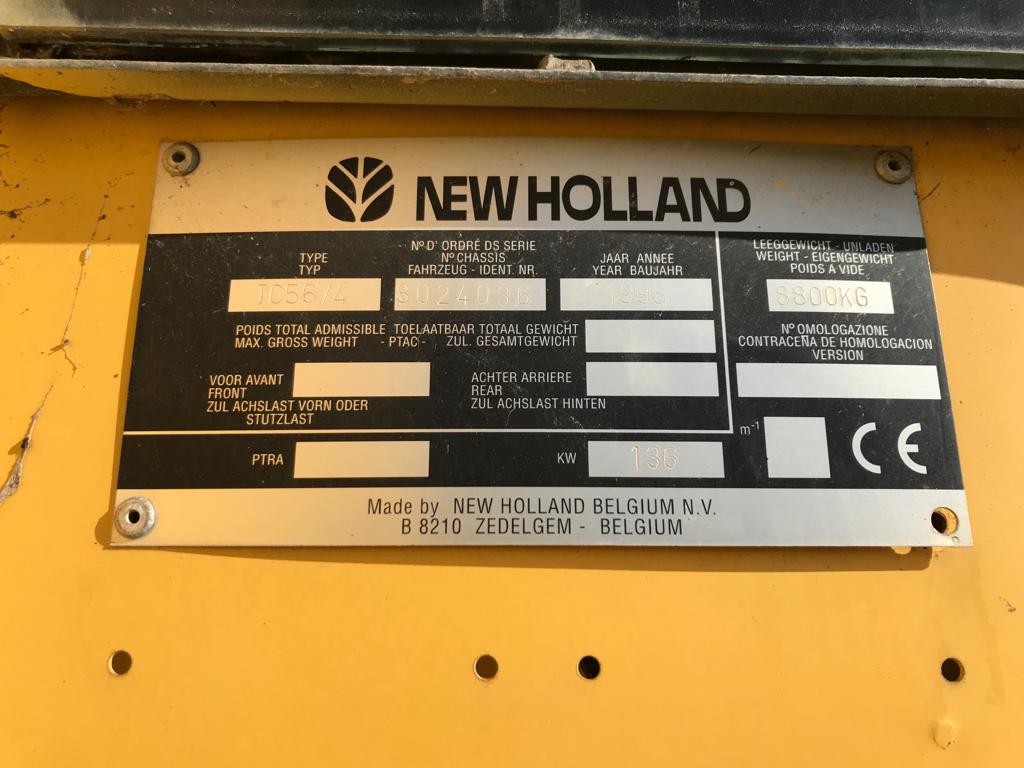 NEW HOLLAND
TYPE
TYP
Nº D' ORDRE DS SERIE
Nº CHASSIS
FAHRZEUG - IDENT. NR.
JAAR ANNEE
YEAR BAUJAHR
LEEGGEWICHT - UNLADEN
WEIGHT - EIGENGEWICHT
POIDS A VIDE
TC56/4
8024036
1996
8800KG
POIDS TOTAL ADMISSIBLE TOELAATBAAR TOTAAL GEWICHT
MAX. GROSS WEIGHT - PTAC - ZUL. GESAMTGEWICHT
Nº OMOLOGAZIONE
CONTRACEÑA DE HOMOLOGACION
VERSION
VOOR AVANT
FRONT
ZUL ACHSLAST VORN ODER
STUTZLAST
ACHTER ARRIERE
REAR
ZUL ACHSLAST HINTEN
PTRA
KW
136
m-1
CE
Made by NEW HOLLAND BELGIUM N.V.
B 8210 ZEDELGEM - BELGIUM